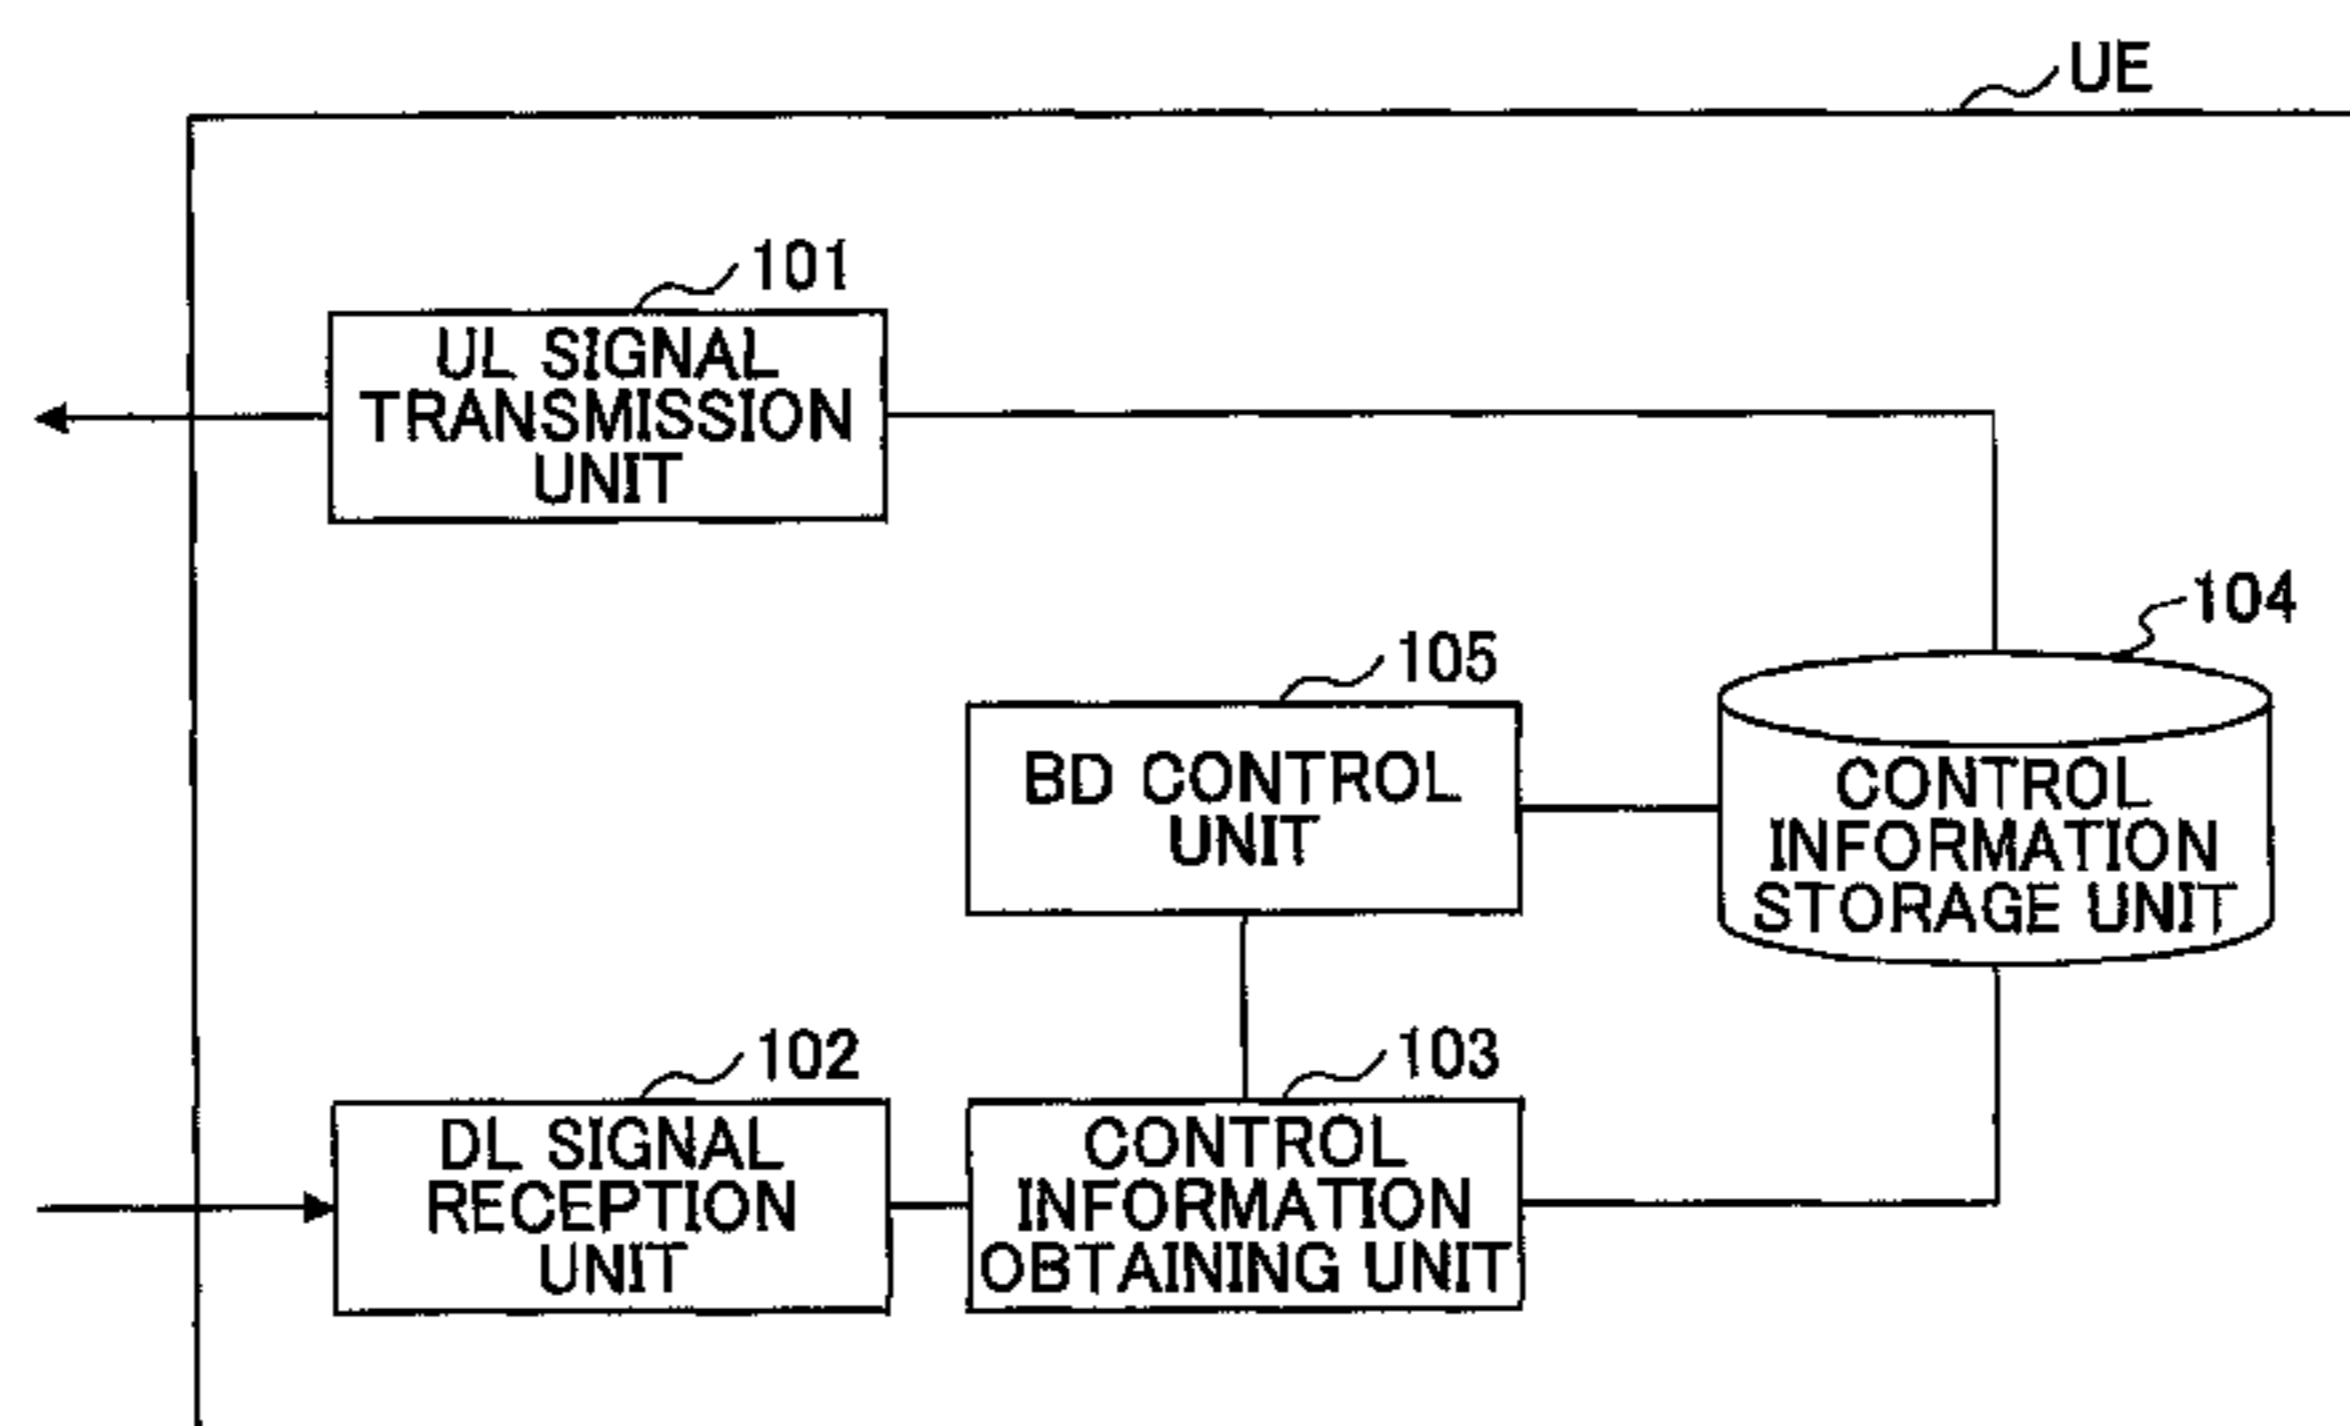 UE
101
UL SIGNAL
TRANSMISSION
UNIT
104
105
BD CONTROL
UNIT
CONTROL
INFORMATION
STORAGE UNIT
102
103
DL SIGNAL
RECEPTION
UNIT
CONTROL
INFORMATION
OBTAINING UNIT